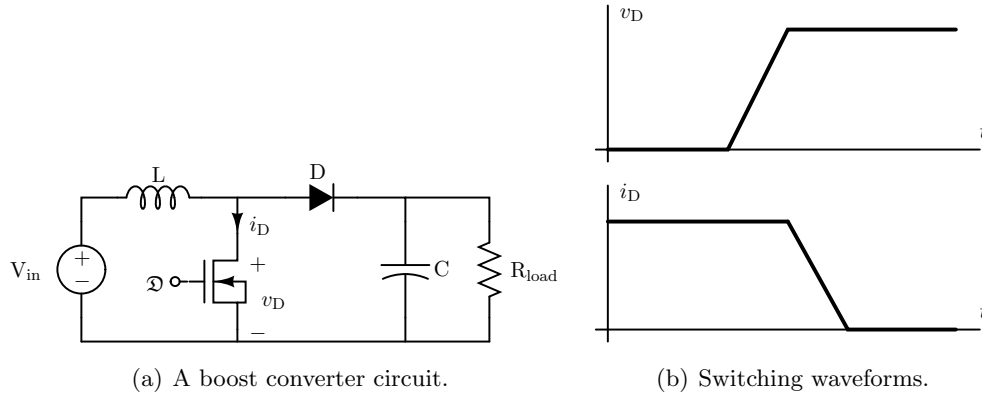 v_D
t
i_D
t
L
D
i_D
V_in
+
−
𝔇
+
v_D
−
C
R_load
(a) A boost converter circuit.
(b) Switching waveforms.